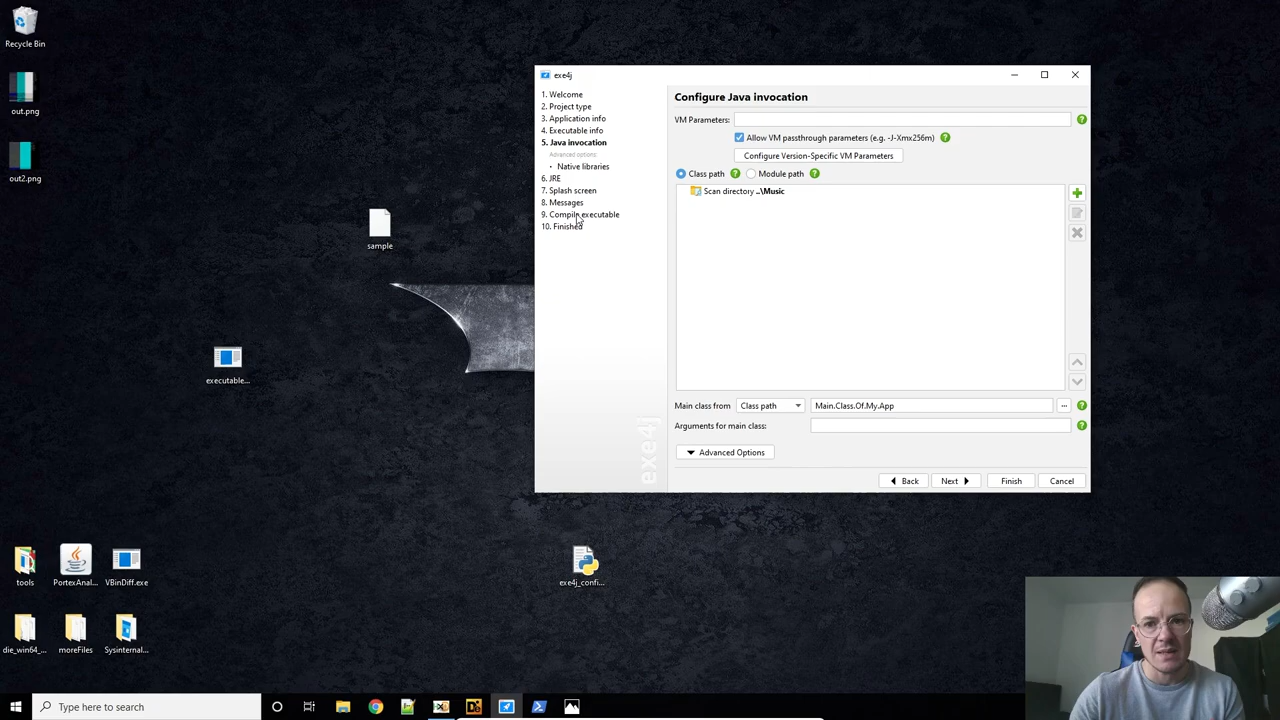 Recycle Bin
out.png
out2.png
sample
executable...
exe4j
1. Welcome
2. Project type
3. Application info
4. Executable info
5. Java invocation
Advanced options:
• Native libraries
6. JRE
7. Splash screen
8. Messages
9. Compile executable
10. Finished
exe4j
Configure Java invocation
VM Parameters:
Allow VM passthrough parameters (e.g. -J-Xmx256m)
Configure Version-Specific VM Parameters
Class path
Module path
Scan directory ..\Music
Main class from
Class path
Main.Class.Of.My.App
...
Arguments for main class:
Advanced Options
Back
Next
Finish
Cancel
tools
PortexAnal...
VBinDiff.exe
exe4j_confi...
die_win64_...
moreFiles
Sysinternal...
Type here to search